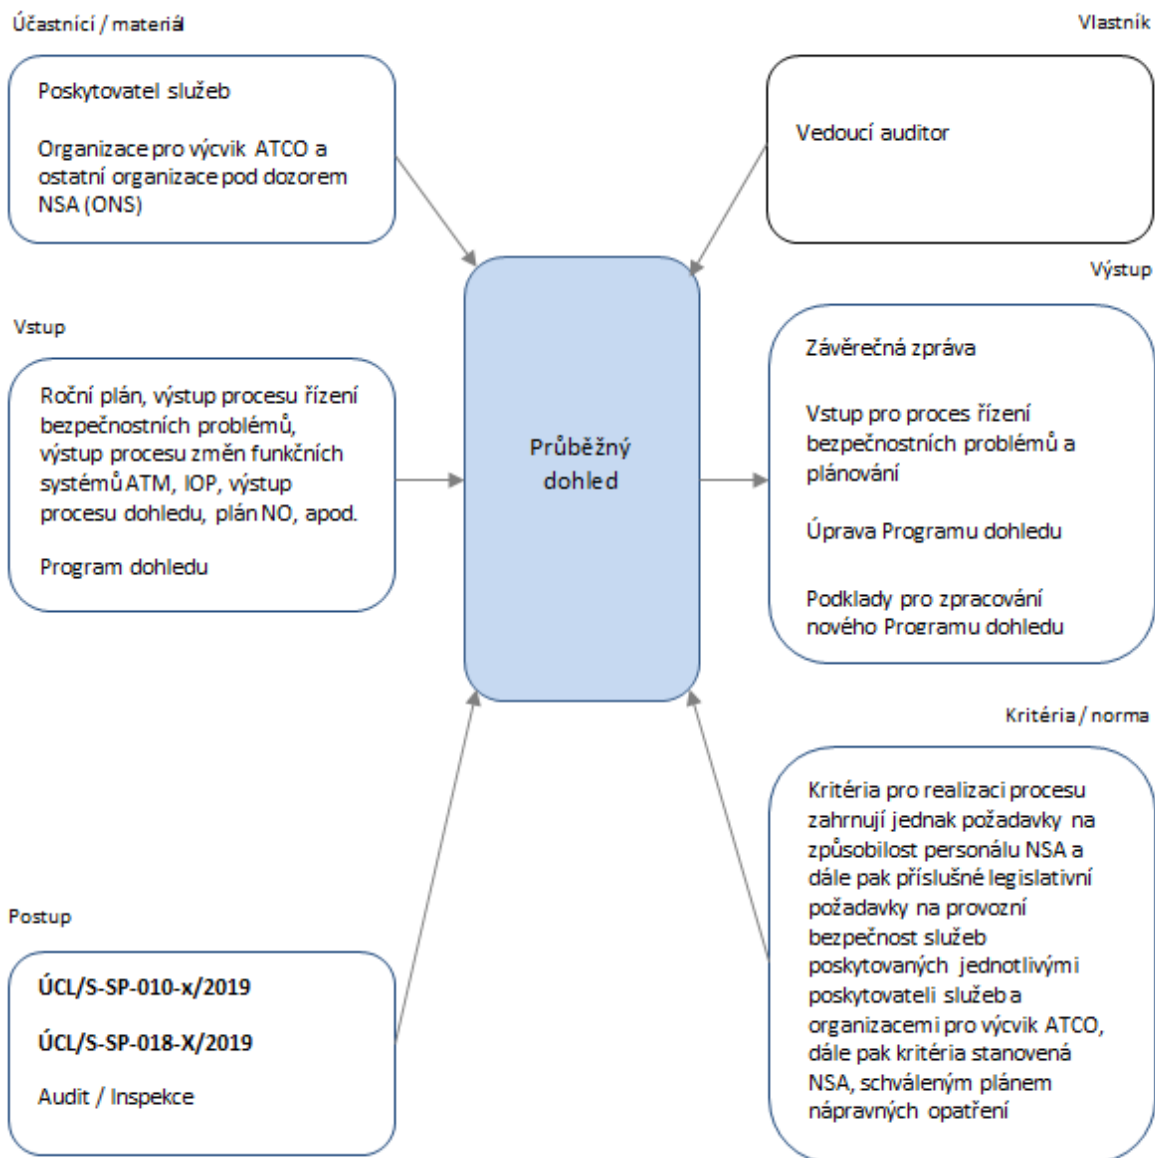 Účastnící / materiál
Poskytovatel služeb
Organizace pro výcvik ATCO a
ostatní organizace pod dozorem
NSA (ONS)
Vlastník
Vedoucí auditor
Vstup
Roční plán, výstup procesu řízení
bezpečnostních problémů,
výstup procesu změn funkčních
systémů ATM, IOP, výstup
procesu dohledu, plán NO, apod.
Program dohledu
Průběžný
dohled
Výstup
Závěrečná zpráva
Vstup pro proces řízení
bezpečnostních problémů a
plánování
Úprava Programu dohledu
Podklady pro zpracování
nového Programu dohledu
Postup
ÚCL/S-SP-010-x/2019
ÚCL/S-SP-018-X/2019
Audit / Inspekce
Kritéria / norma
Kritéria pro realizaci procesu
zahrnují jednak požadavky na
způsobilost personálu NSA a
dále pak příslušné legislativní
požadavky na provozní
bezpečnost služeb
poskytovaných jednotlivými
poskytovateli služeb a
organizacemi pro výcvik ATCO,
dále pak kritéria stanovená
NSA, schváleným plánem
nápravných opatření